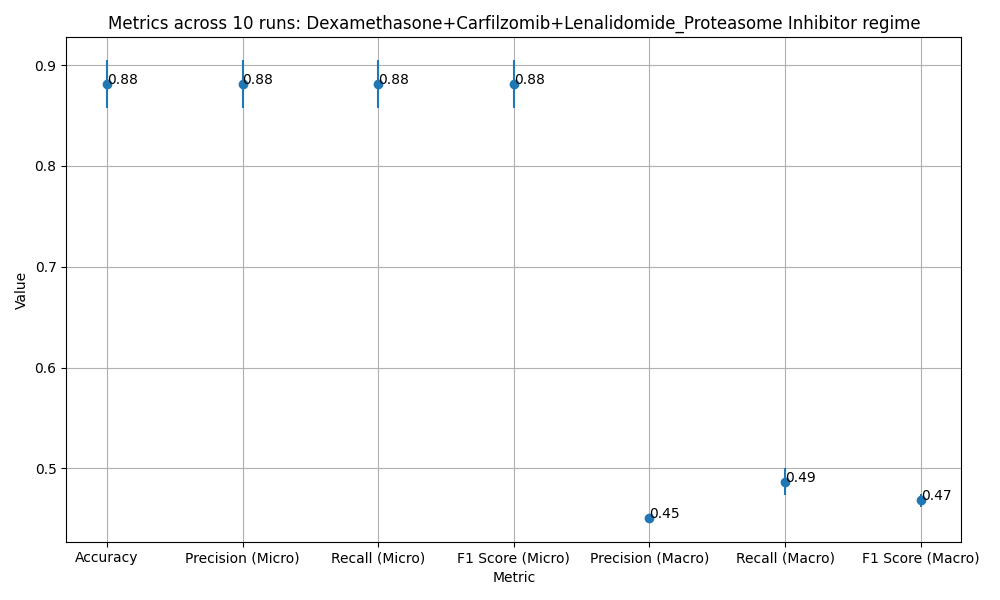 Metrics across 10 runs: Dexamethasone+Carfilzomib+Lenalidomide_Proteasome Inhibitor regime
0.9
0.88
0.88
0.88
0.88
0.8
0.7
Value
0.6
0.5
0.49
0.47
0.45
Accuracy
Precision (Micro)
Recall (Micro)
F1 Score (Micro)
Precision (Macro)
Recall (Macro)
F1 Score (Macro)
Metric